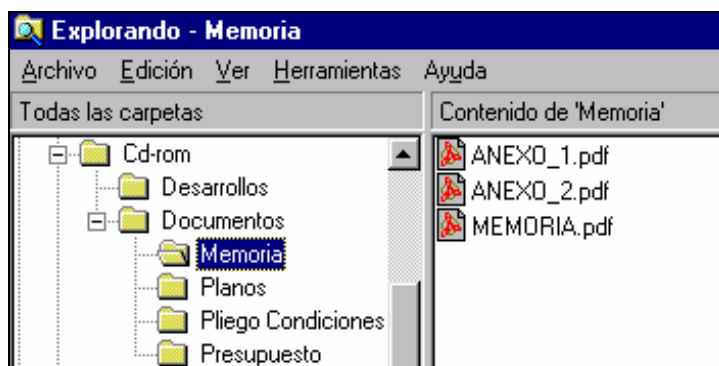 Explorando - Memoria
Archivo Edición Ver Herramientas Ayuda
Todas las carpetas
Contenido de 'Memoria'
Cd-rom
Desarrollos
Documentos
Memoria
Planos
Pliego Condiciones
Presupuesto
ANEXO_1.pdf
ANEXO_2.pdf
MEMORIA.pdf